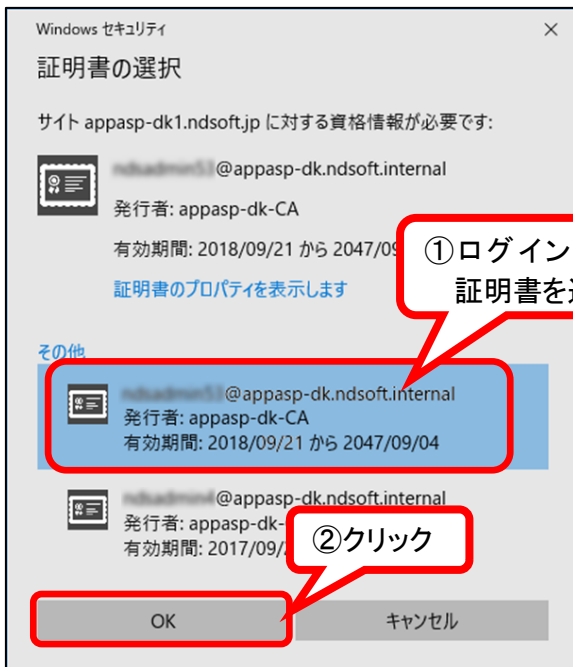 Windows セキュリティ
証明書の選択
サイト appasp-dk1.ndsoft.jp に対する資格情報が必要です:
@appasp-dk.ndsoft.internal
発行者: appasp-dk-CA
有効期間: 2018/09/21 から 2047/09
証明書のプロパティを表示します
①ログイン
証明書を
その他
@appasp-dk.ndsoft.internal
発行者: appasp-dk-CA
有効期間: 2018/09/21 から 2047/09/04
@appasp-dk.ndsoft.internal
発行者: appasp-dk-
有効期間: 2017/09/
②クリック
OK
キャンセル